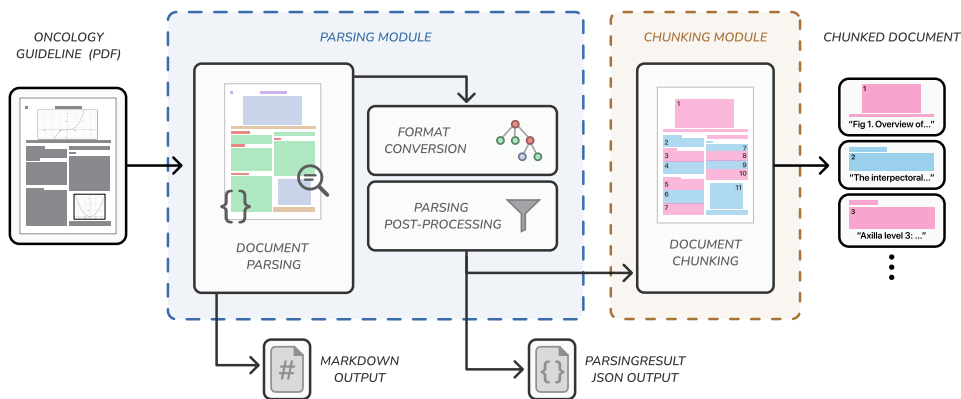 ONCOLOGY
GUIDELINE (PDF)
PARSING MODULE
{}
DOCUMENT
PARSING
FORMAT
CONVERSION
PARSING
POST-PROCESSING
#
MARKDOWN
OUTPUT
{}
PARSINGRESULT
JSON OUTPUT
CHUNKING MODULE
1
2
3
4
5
6
7
7
8
9
10
11
DOCUMENT
CHUNKING
CHUNKED DOCUMENT
1
“Fig 1. Overview of...”
2
“The interpectoral...”
3
“Axilla level 3: ...”